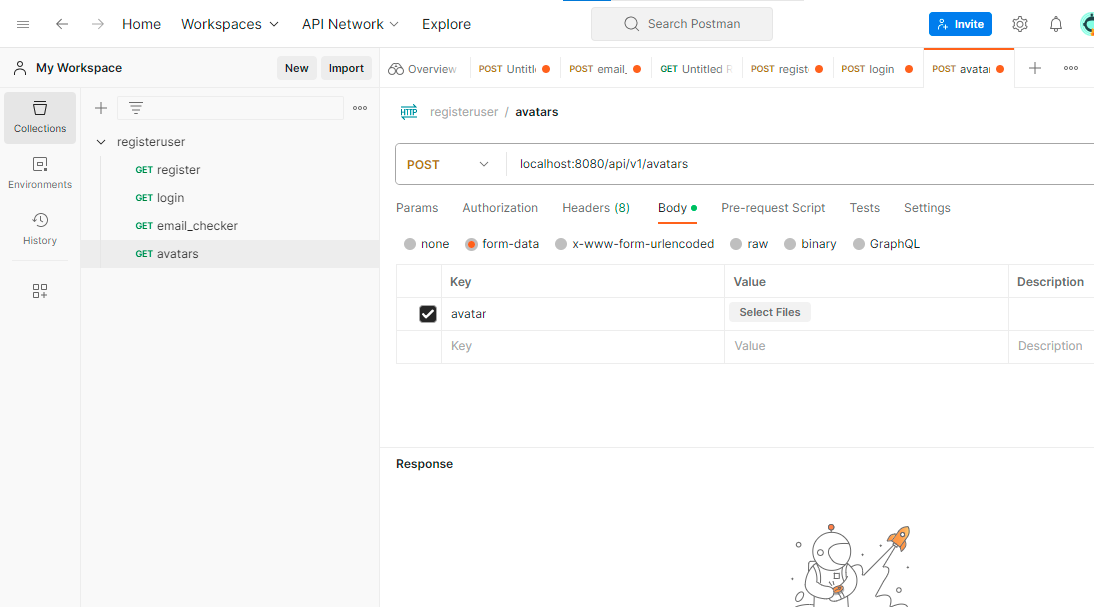 Home Workspaces API Network Explore Search Postman Invite
My Workspace New Import
Overview POST Untitl POST email_ GET Untitled R POST regist POST login POST avatar
Collections
Environments
History
registeruser
GET register
GET login
GET email_checker
GET avatars
HTTP registeruser / avatars
POST localhost:8080/api/v1/avatars
Params Authorization Headers (8) Body Pre-request Script Tests Settings
none form-data x-www-form-urlencoded raw binary GraphQL
Key Value Description
avatar Select Files
Key Value Description
Response